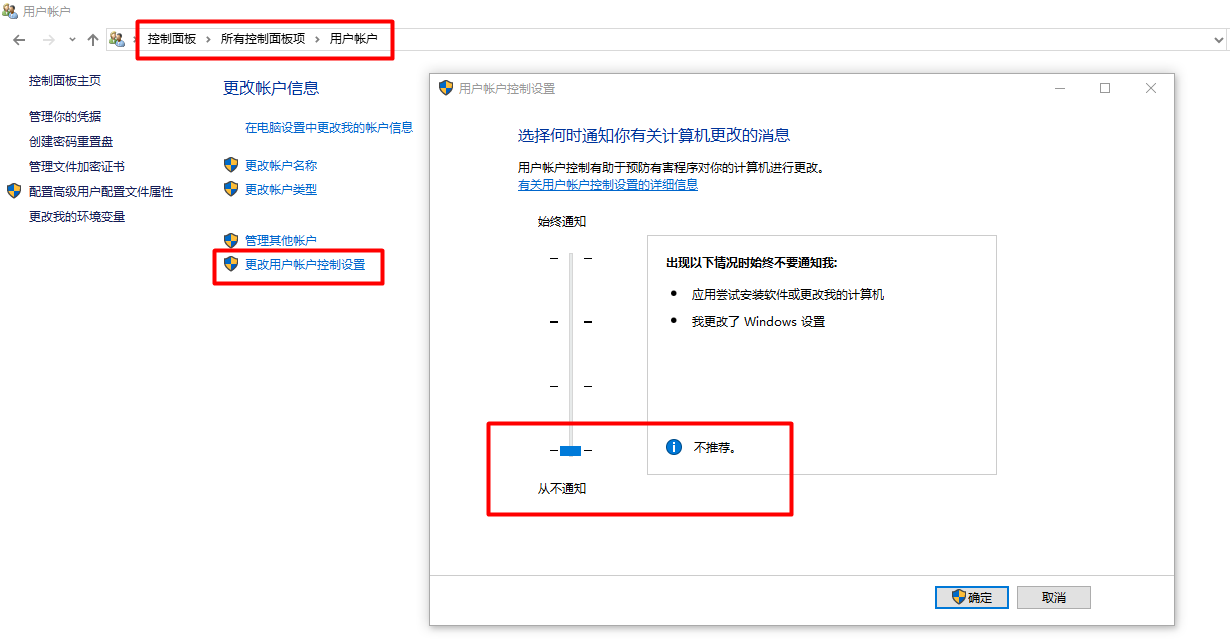 用户帐户
控制面板 › 所有控制面板项 › 用户帐户
控制面板主页
管理你的凭据
创建密码重置盘
管理文件加密证书
配置高级用户配置文件属性
更改我的环境变量
更改帐户信息
在电脑设置中更改我的帐户信息
更改帐户名称
更改帐户类型
管理其他帐户
更改用户帐户控制设置
用户帐户控制设置
选择何时通知你有关计算机更改的消息
用户帐户控制有助于预防有害程序对你的计算机进行更改。
有关用户帐户控制设置的详细信息
始终通知
出现以下情况时始终不要通知我:
• 应用尝试安装软件或更改我的计算机
• 我更改了 Windows 设置
不推荐。
从不通知
确定
取消